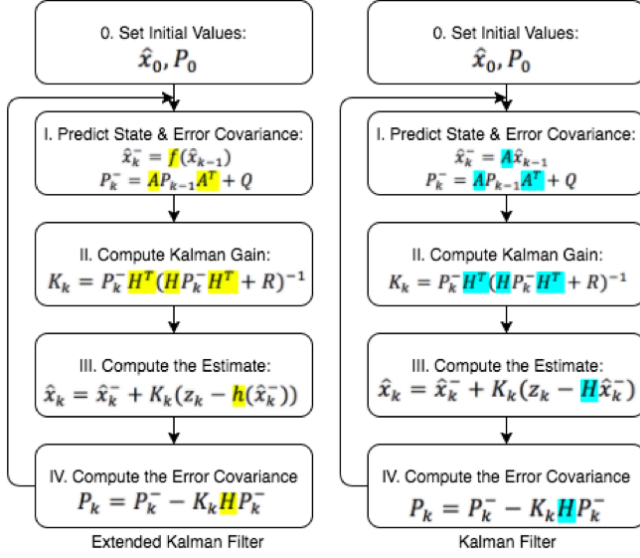 0. Set Initial Values:
x̂₀, P₀
I. Predict State & Error Covariance:
x̂ₖ⁻ = f(x̂ₖ₋₁)
Pₖ⁻ = APₖ₋₁Aᵀ + Q
II. Compute Kalman Gain:
Kₖ = Pₖ⁻Hᵀ(HPₖ⁻Hᵀ + R)⁻¹
III. Compute the Estimate:
x̂ₖ = x̂ₖ⁻ + Kₖ(zₖ − h(x̂ₖ⁻))
IV. Compute the Error Covariance
Pₖ = Pₖ⁻ − KₖHPₖ⁻
Extended Kalman Filter
0. Set Initial Values:
x̂₀, P₀
I. Predict State & Error Covariance:
x̂ₖ⁻ = Ax̂ₖ₋₁
Pₖ⁻ = APₖ₋₁Aᵀ + Q
II. Compute Kalman Gain:
Kₖ = Pₖ⁻Hᵀ(HPₖ⁻Hᵀ + R)⁻¹
III. Compute the Estimate:
x̂ₖ = x̂ₖ⁻ + Kₖ(zₖ − Hx̂ₖ⁻)
IV. Compute the Error Covariance
Pₖ = Pₖ⁻ − KₖHPₖ⁻
Kalman Filter